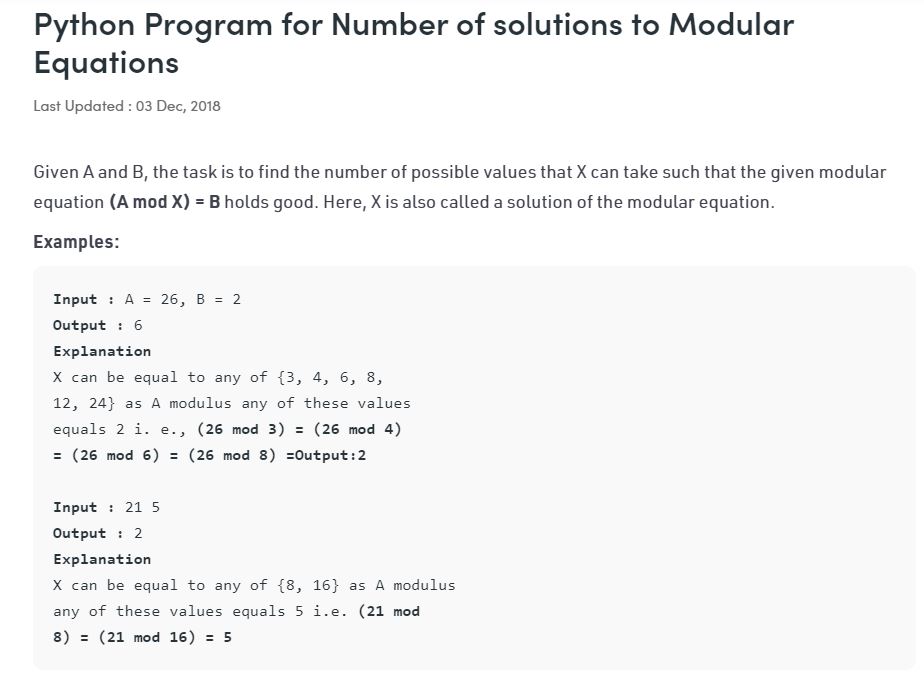 Python Program for Number of solutions to Modular
Equations
Last Updated : 03 Dec, 2018
Given A and B, the task is to find the number of possible values that X can take such that the given modular
equation (A mod X) = B holds good. Here, X is also called a solution of the modular equation.
Examples:
Input : A = 26, B = 2
Output : 6
Explanation
X can be equal to any of {3, 4, 6, 8,
12, 24} as A modulus any of these values
equals 2 i. e., (26 mod 3) = (26 mod 4)
= (26 mod 6) = (26 mod 8) =Output:2
Input : 21 5
Output : 2
Explanation
X can be equal to any of {8, 16} as A modulus
any of these values equals 5 i.e. (21 mod
8) = (21 mod 16) = 5